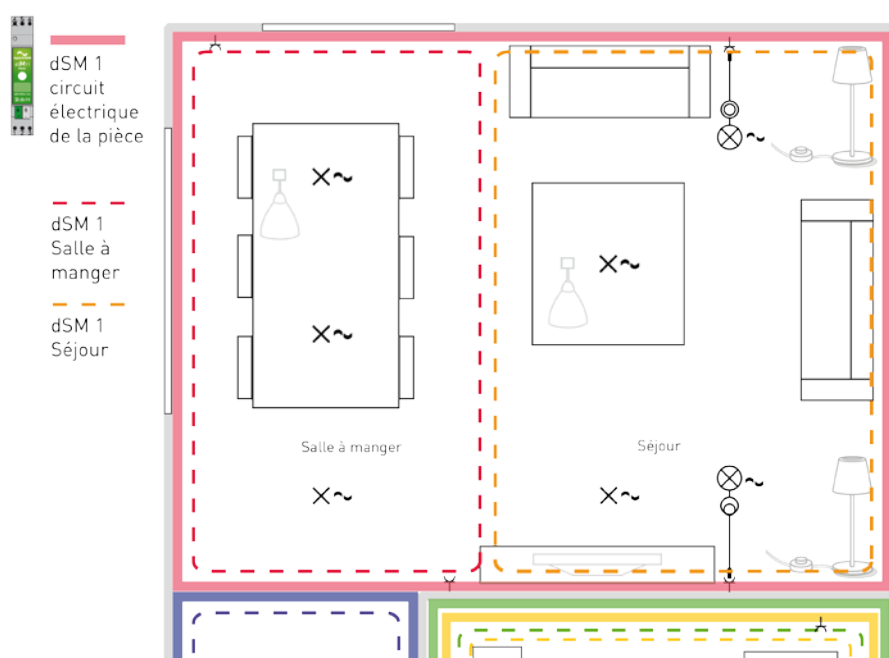 dSM 1
circuit
électrique
de la pièce
dSM 1
Salle à
manger
dSM 1
Séjour
Salle à manger
Séjour